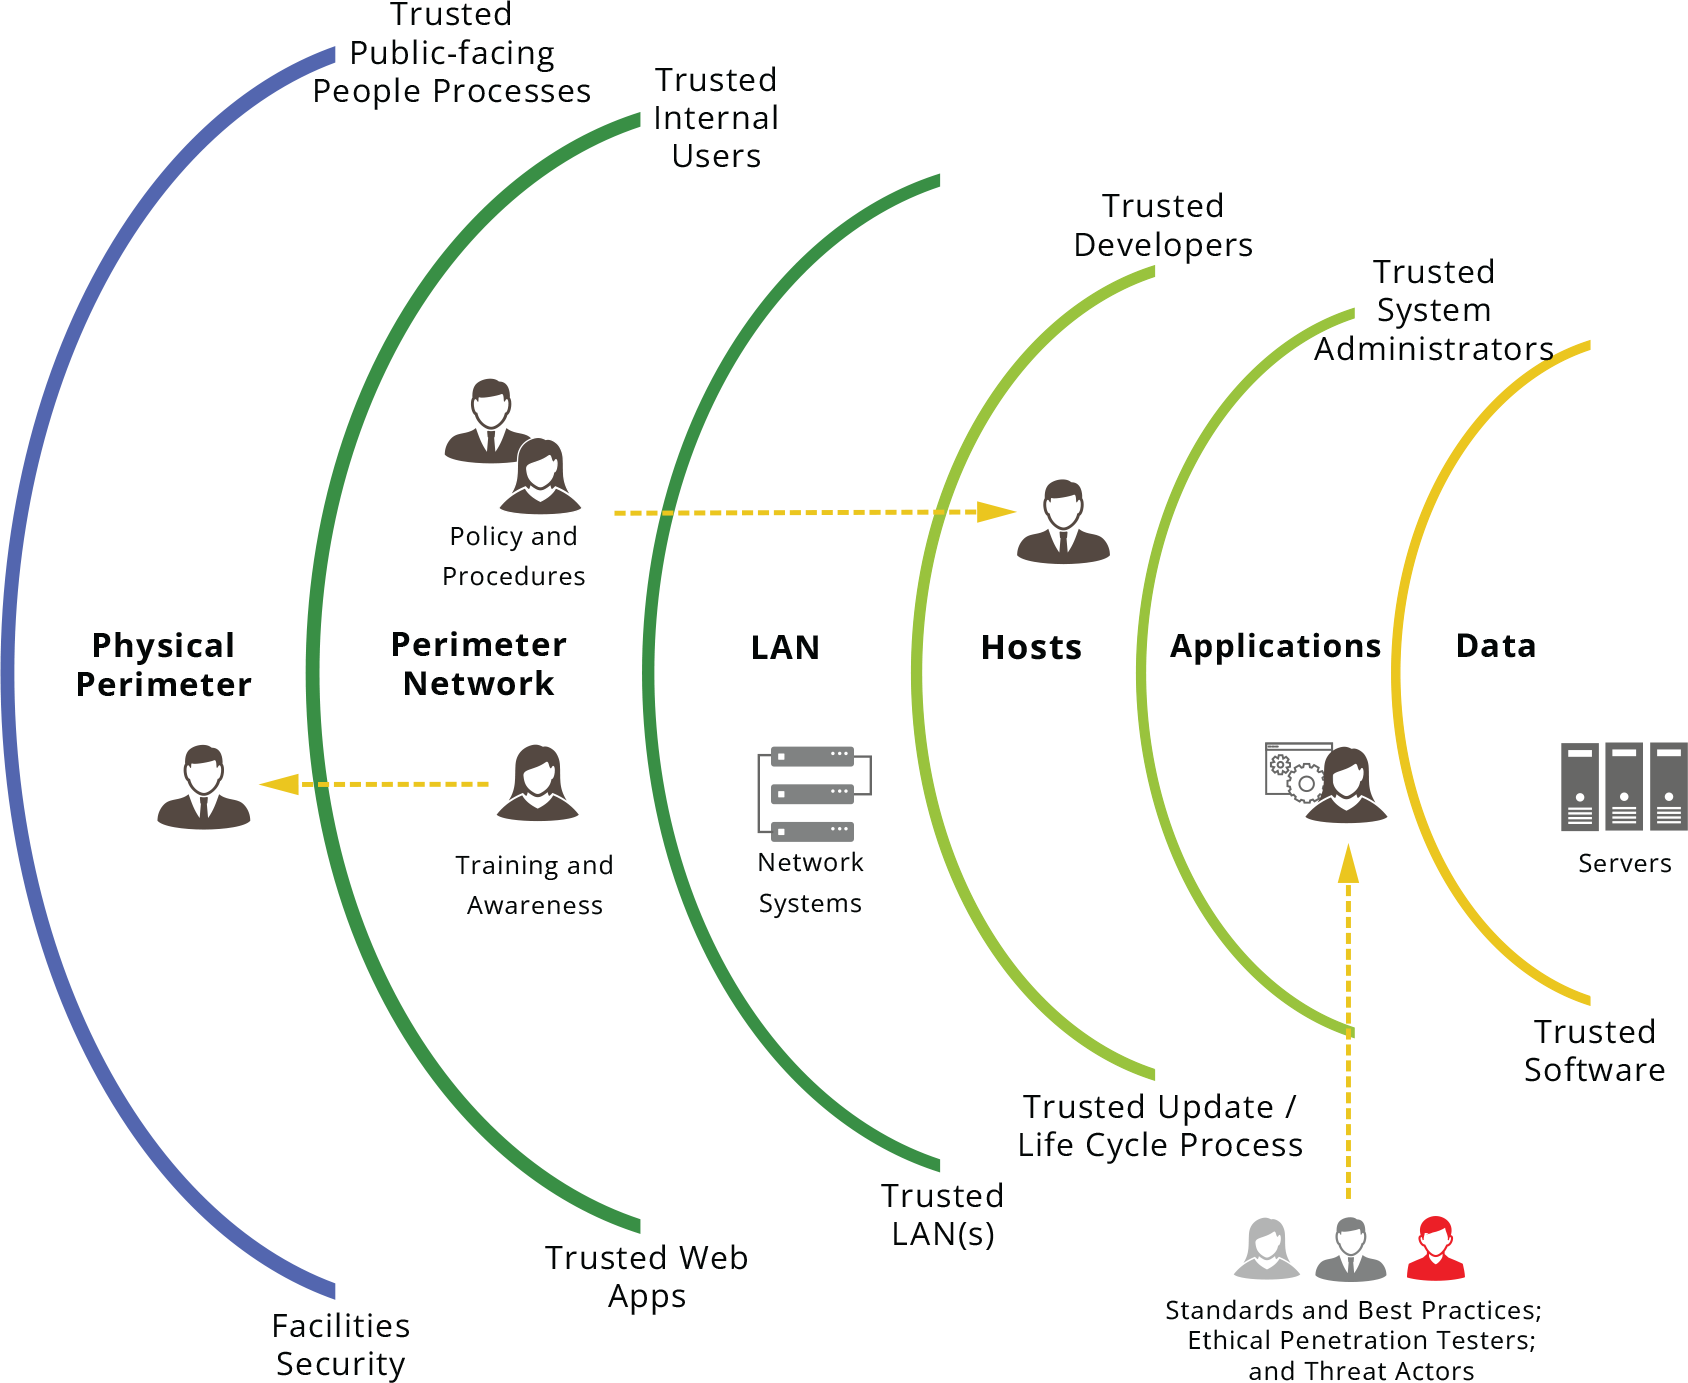 Trusted
Public-facing
People Processes
Trusted
Internal
Users
Trusted
Developers
Trusted
System
Administrators
Policy and
Procedures
Physical
Perimeter
Perimeter
Network
LAN
Hosts
Applications
Data
Training and
Awareness
Network
Systems
Servers
Trusted
Software
Trusted Update /
Life Cycle Process
Trusted
LAN(s)
Trusted Web
Apps
Facilities
Security
Standards and Best Practices;
Ethical Penetration Testers;
and Threat Actors